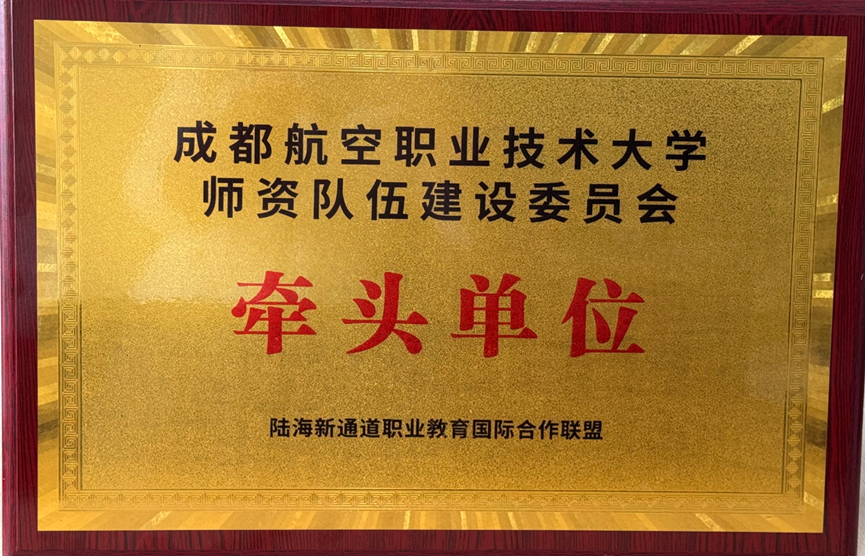 成都航空职业技术大学
师资队伍建设委员会
牵头单位
陆海新通道职业教育国际合作联盟